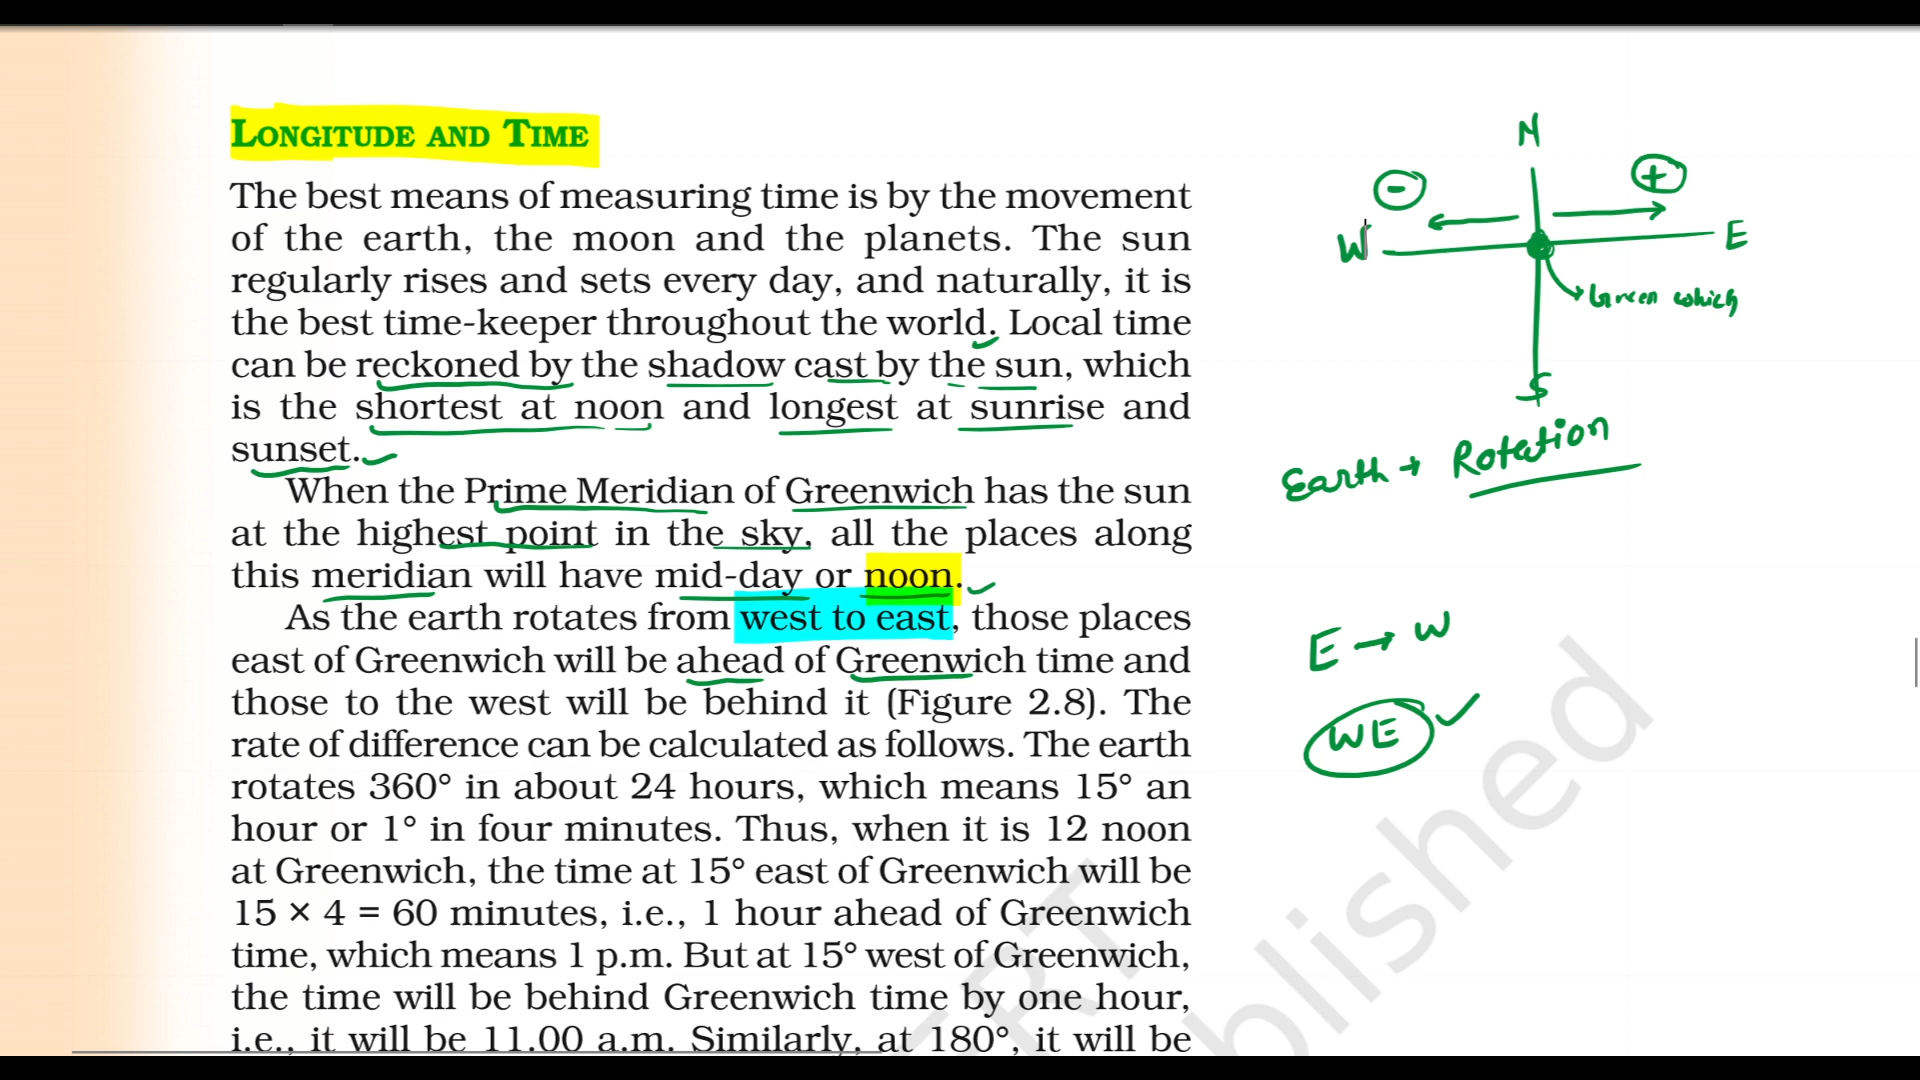 LONGITUDE AND TIME
The best means of measuring time is by the movement
of the earth, the moon and the planets. The sun
regularly rises and sets every day, and naturally, it is
the best time-keeper throughout the world. Local time
can be reckoned by the shadow cast by the sun, which
is the shortest at noon and longest at sunrise and
sunset.
When the Prime Meridian of Greenwich has the sun
at the highest point in the sky, all the places along
this meridian will have mid-day or noon.
As the earth rotates from west to east, those places
east of Greenwich will be ahead of Greenwich time and
those to the west will be behind it (Figure 2.8). The
rate of difference can be calculated as follows. The earth
rotates 360° in about 24 hours, which means 15° an
hour or 1° in four minutes. Thus, when it is 12 noon
at Greenwich, the time at 15° east of Greenwich will be
15 × 4 = 60 minutes, i.e., 1 hour ahead of Greenwich
time, which means 1 p.m. But at 15° west of Greenwich,
the time will be behind Greenwich time by one hour,
i.e., it will be 11.00 a.m. Similarly, at 180°, it will be
N
- +
W E
Green which
S
Earth → Rotation
E → W
WE ✓
RT
blished